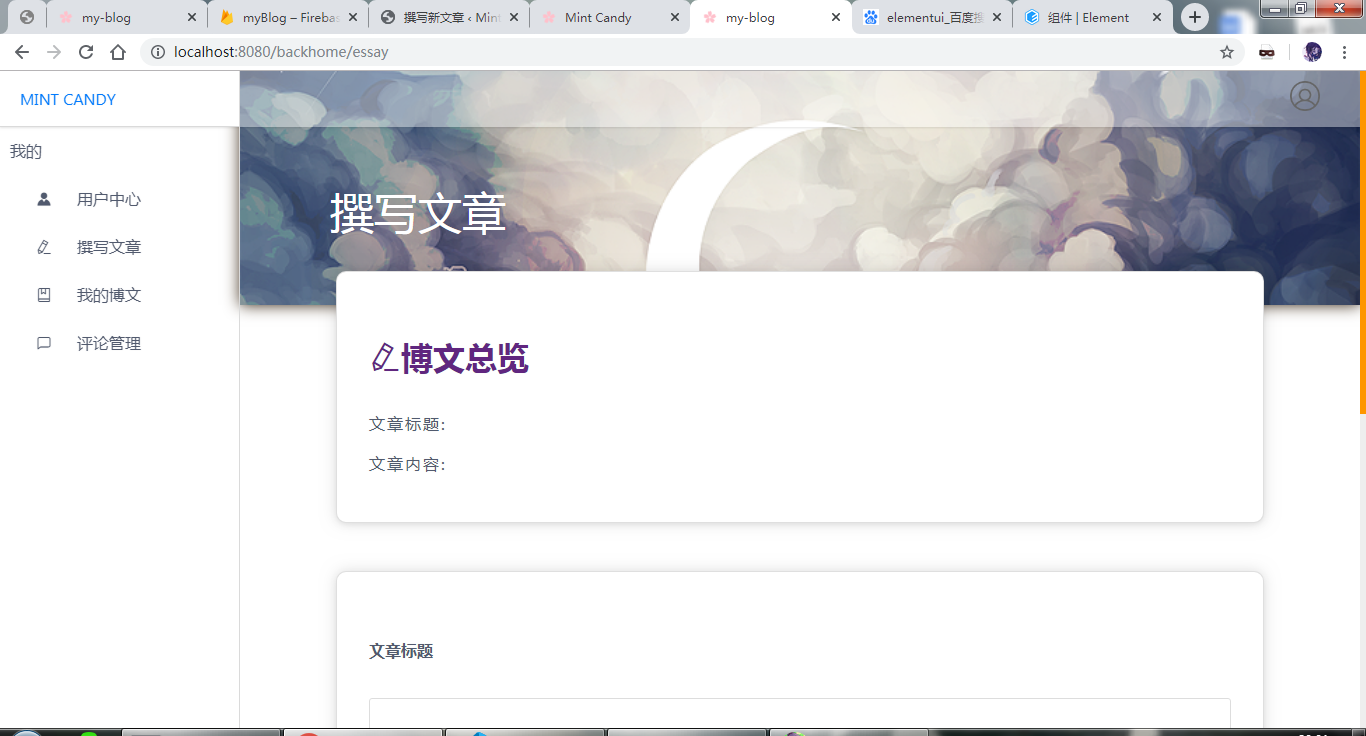 my-blog
myBlog – Firebas
撰写新文章 ‹ Mint
Mint Candy
my-blog
elementui_百度搜
组件 | Element
localhost:8080/backhome/essay
MINT CANDY
我的
用户中心
撰写文章
我的博文
评论管理
撰写文章
博文总览
文章标题:
文章内容:
文章标题